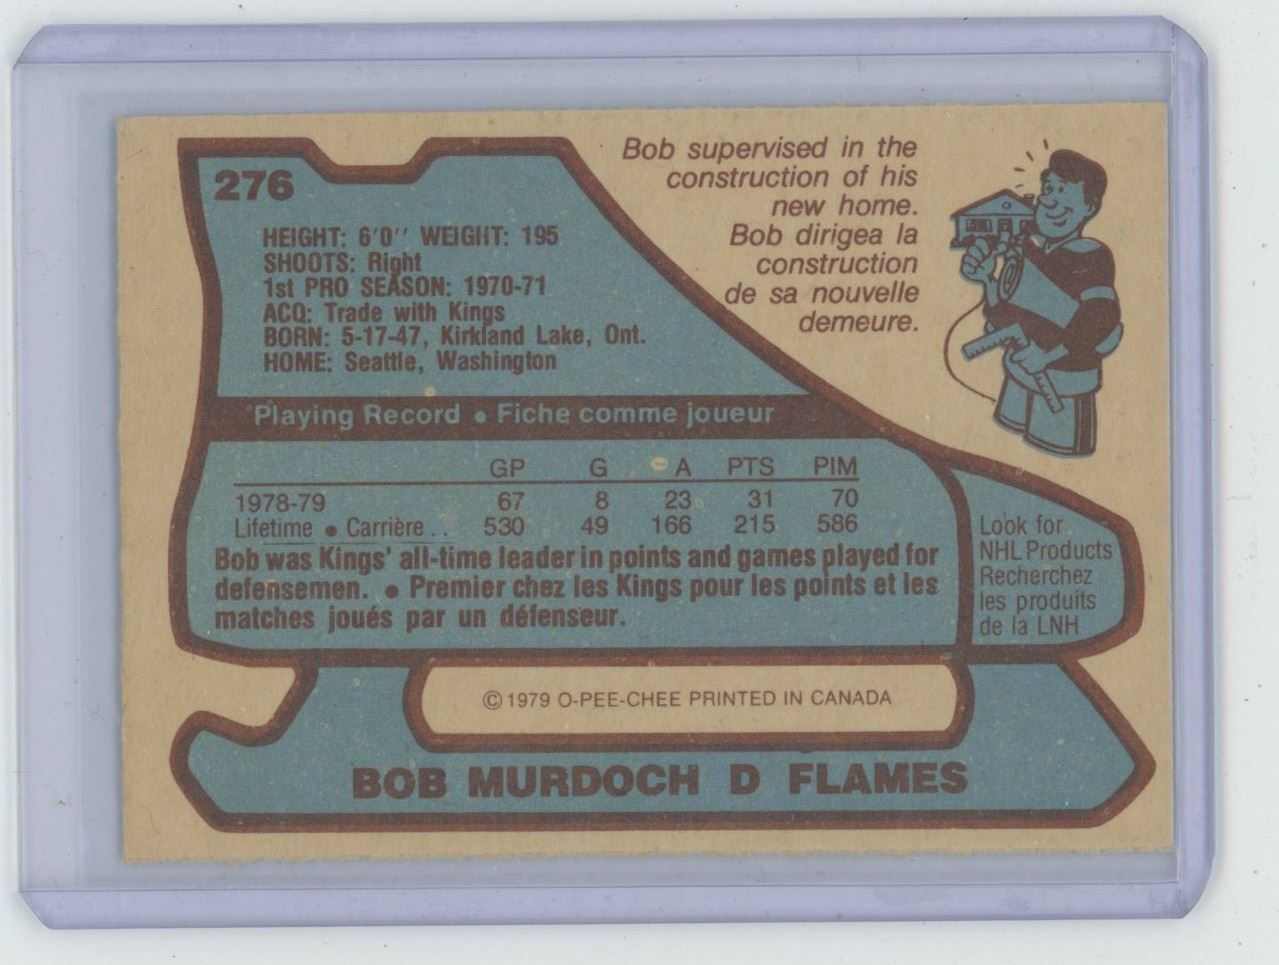 276
HEIGHT: 6'0'' WEIGHT: 195
SHOOTS: Right
1st PRO SEASON: 1970-71
ACQ: Trade with Kings
BORN: 5-17-47, Kirkland Lake, Ont.
HOME: Seattle, Washington
Bob supervised in the
construction of his
new home.
Bob dirigea la
construction
de sa nouvelle
demeure.
Playing Record • Fiche comme joueur
GP G A PTS PIM
1978-79 67 8 23 31 70
Lifetime • Carrière . . 530 49 166 215 586
Bob was Kings' all-time leader in points and games played for
defensemen. • Premier chez les Kings pour les points et les
matches joués par un défenseur.
Look for
NHL Products
Recherchez
les produits
de la LNH
© 1979 O-PEE-CHEE PRINTED IN CANADA
BOB MURDOCH D FLAMES